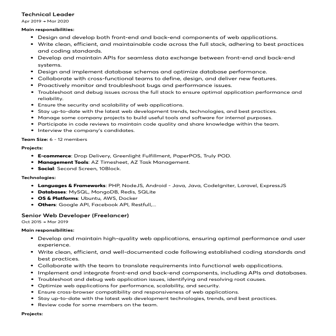 Technical Leader
Apr 2019 → Mar 2020
Main responsibilities:
• Design and develop both front-end and back-end components of web applications.
• Write clean, efficient, and maintainable code across the full stack, adhering to best practices
and coding standards.
• Develop and maintain APIs for seamless data exchange between front-end and back-end
systems.
• Design and implement database schemas and optimize database performance.
• Collaborate with cross-functional teams to define, design, and deliver new features.
• Proactively monitor and troubleshoot bugs and performance issues.
• Troubleshoot and debug issues across the full stack to ensure optimal application performance and
reliability.
• Ensure the security and scalability of web applications.
• Stay up-to-date with the latest web development trends, technologies, and best practices.
• Manage some company projects to build useful tools and software for internal purposes.
• Participate in code reviews to maintain code quality and share knowledge within the team.
• Interview the company's candidates.
Team Size: 6 – 12 members
Projects:
• E-commerce: Drop Delivery, Greenlight Fulfillment, PaperPOS, Truly POD.
• Management Tools: AZ Timesheet, AZ Task Management.
• Social: Second Screen, 10Block.
Technologies:
• Languages & Frameworks: PHP, NodeJS, Android - Java, Java, CodeIgniter, Laravel, ExpressJS
• Databases: MySQL, MongoDB, Redis, SQLite
• OS & Platforms: Ubuntu, AWS, Docker
• Others: Google API, Facebook API, Restful,...
Senior Web Developer (Freelancer)
Oct 2015 → Mar 2019
Main responsibilities:
• Develop and maintain high-quality web applications, ensuring optimal performance and user
experience.
• Write clean, efficient, and well-documented code following established coding standards and
best practices.
• Collaborate with the team to translate requirements into functional web applications.
• Implement and integrate front-end and back-end components, including APIs and databases.
• Troubleshoot and debug web application issues, identifying and resolving root causes.
• Optimize web applications for performance, scalability, and security.
• Ensure cross-browser compatibility and responsiveness of web applications.
• Stay up-to-date with the latest web development technologies, trends, and best practices.
• Review code for some members on the team.
Projects: